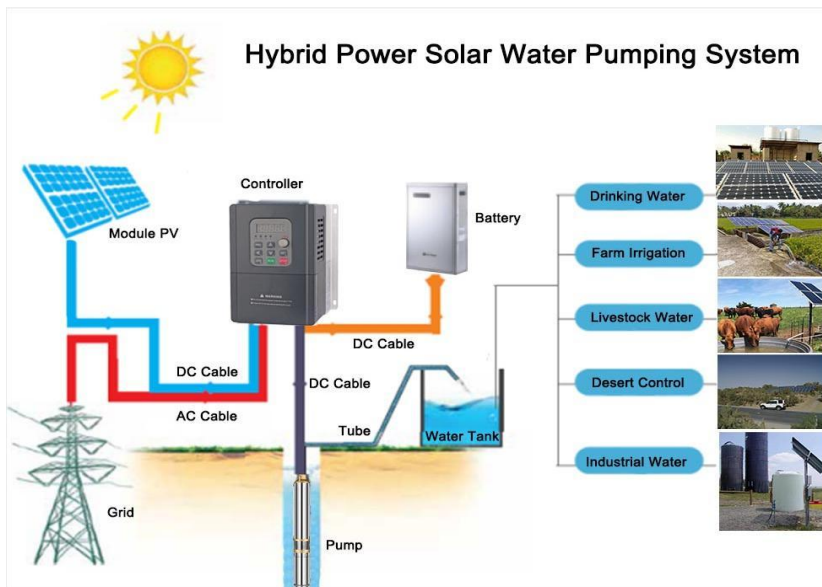 Hybrid Power Solar Water Pumping System
Controller
Module PV
Battery
Drinking Water
Farm Irrigation
Livestock Water
Desert Control
Industrial Water
DC Cable
DC Cable
AC Cable
DC Cable
Tube
Water Tank
Grid
Pump